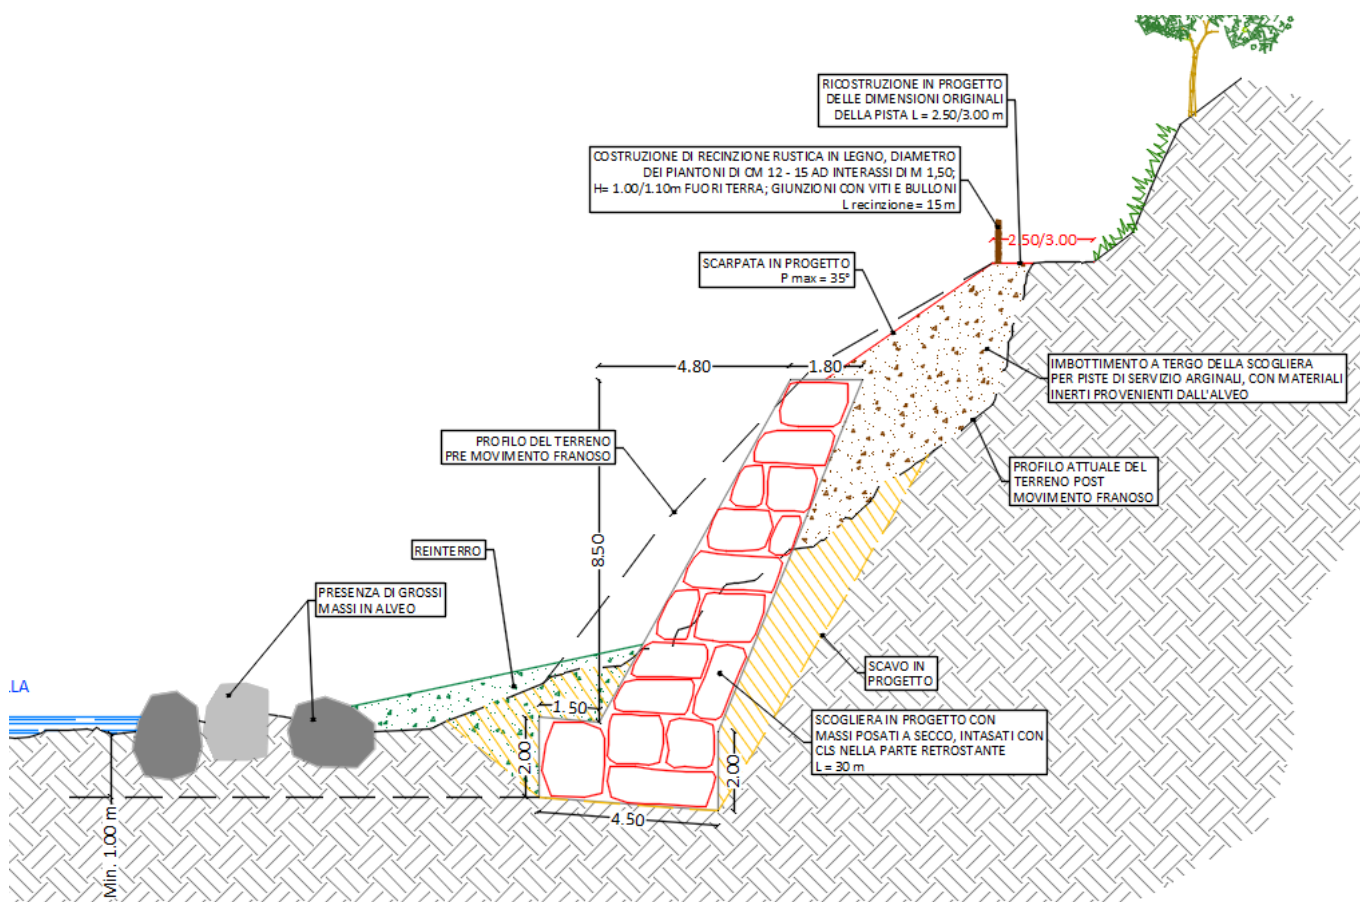 RICOSTRUZIONE IN PROGETTO
DELLE DIMENSIONI ORIGINALI
DELLA PISTA L = 2.50/3.00 m
COSTRUZIONE DI RECINZIONE RUSTICA IN LEGNO, DIAMETRO
DEI PIANTONI DI CM 12 - 15 AD INTERASSI DI M 1,50;
H= 1.00/1.10m FUORI TERRA; GIUNZIONI CON VITI E BULLONI
L recinzione = 15 m
2.50/3.00
SCARPATA IN PROGETTO
P max = 35°
4.80
1.80
IMBOTTIMENTO A TERGO DELLA SCOGLIERA
PER PISTE DI SERVIZIO ARGINALI, CON MATERIALI
INERTI PROVENIENTI DALL'ALVEO
PROFILO DEL TERRENO
PRE MOVIMENTO FRANOSO
PROFILO ATTUALE DEL
TERRENO POST
MOVIMENTO FRANOSO
8.50
REINTERRO
PRESENZA DI GROSSI
MASSI IN ALVEO
SCAVO IN
PROGETTO
LLA
1.50
SCOGLIERA IN PROGETTO CON
MASSI POSATI A SECCO, INTASATI CON
CLS NELLA PARTE RETROSTANTE
L = 30 m
2.00
2.00
4.50
Min. 1.00 m